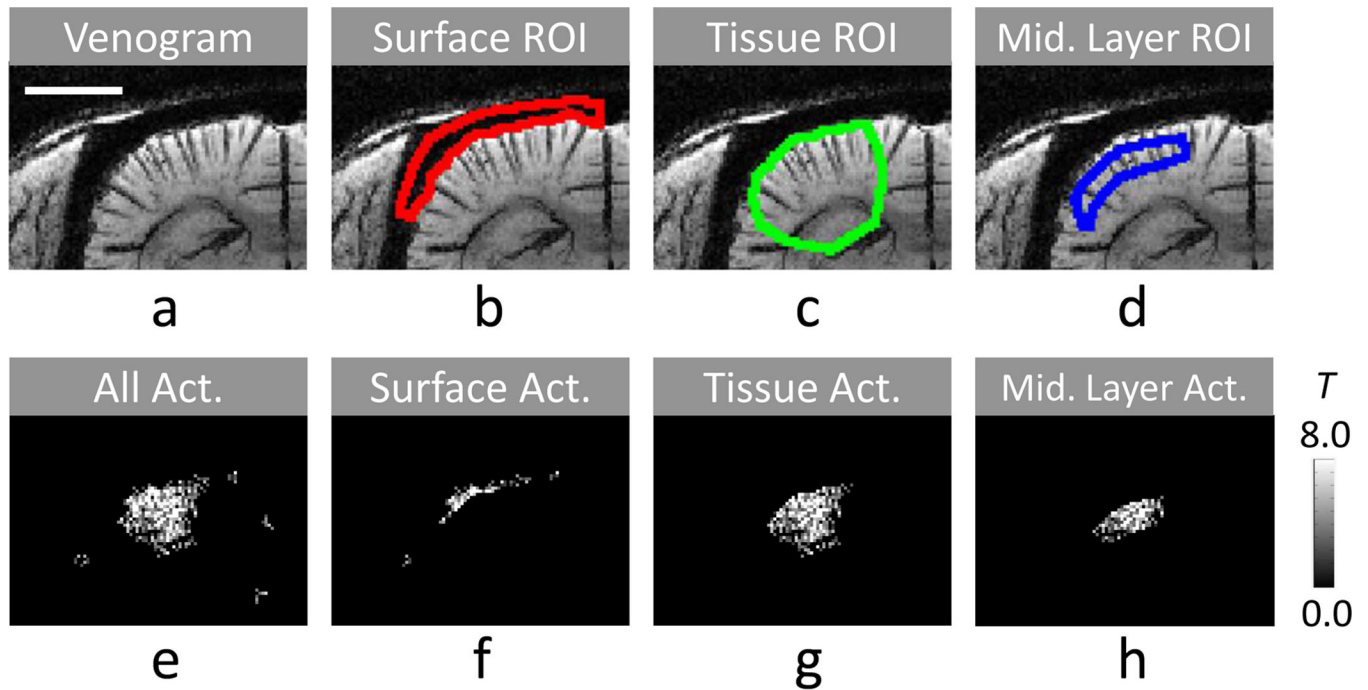 Venogram
Surface ROI
Tissue ROI
Mid. Layer ROI
a
b
c
d
All Act.
Surface Act.
Tissue Act.
Mid. Layer Act.
T
8.0
0.0
e
f
g
h